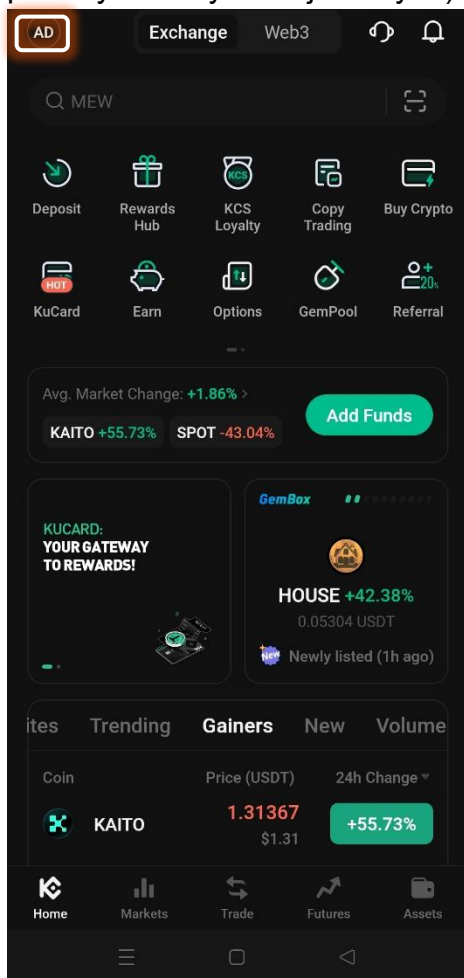 AD Exchange Web3
MEW
Deposit Rewards Hub KCS Loyalty Copy Trading Buy Crypto
KCS
HOT
20%
KuCard Earn Options GemPool Referral
Avg. Market Change: +1.86% >
KAITO +55.73% SPOT -43.04%
Add Funds
KUCARD:
YOUR GATEWAY
TO REWARDS!
GemBox
HOUSE +42.38%
0.05304 USDT
New Newly listed (1h ago)
ites Trending Gainers New Volume
Coin Price (USDT) 24h Change
KAITO 1.31367 +55.73%
$1.31
Home Markets Trade Futures Assets